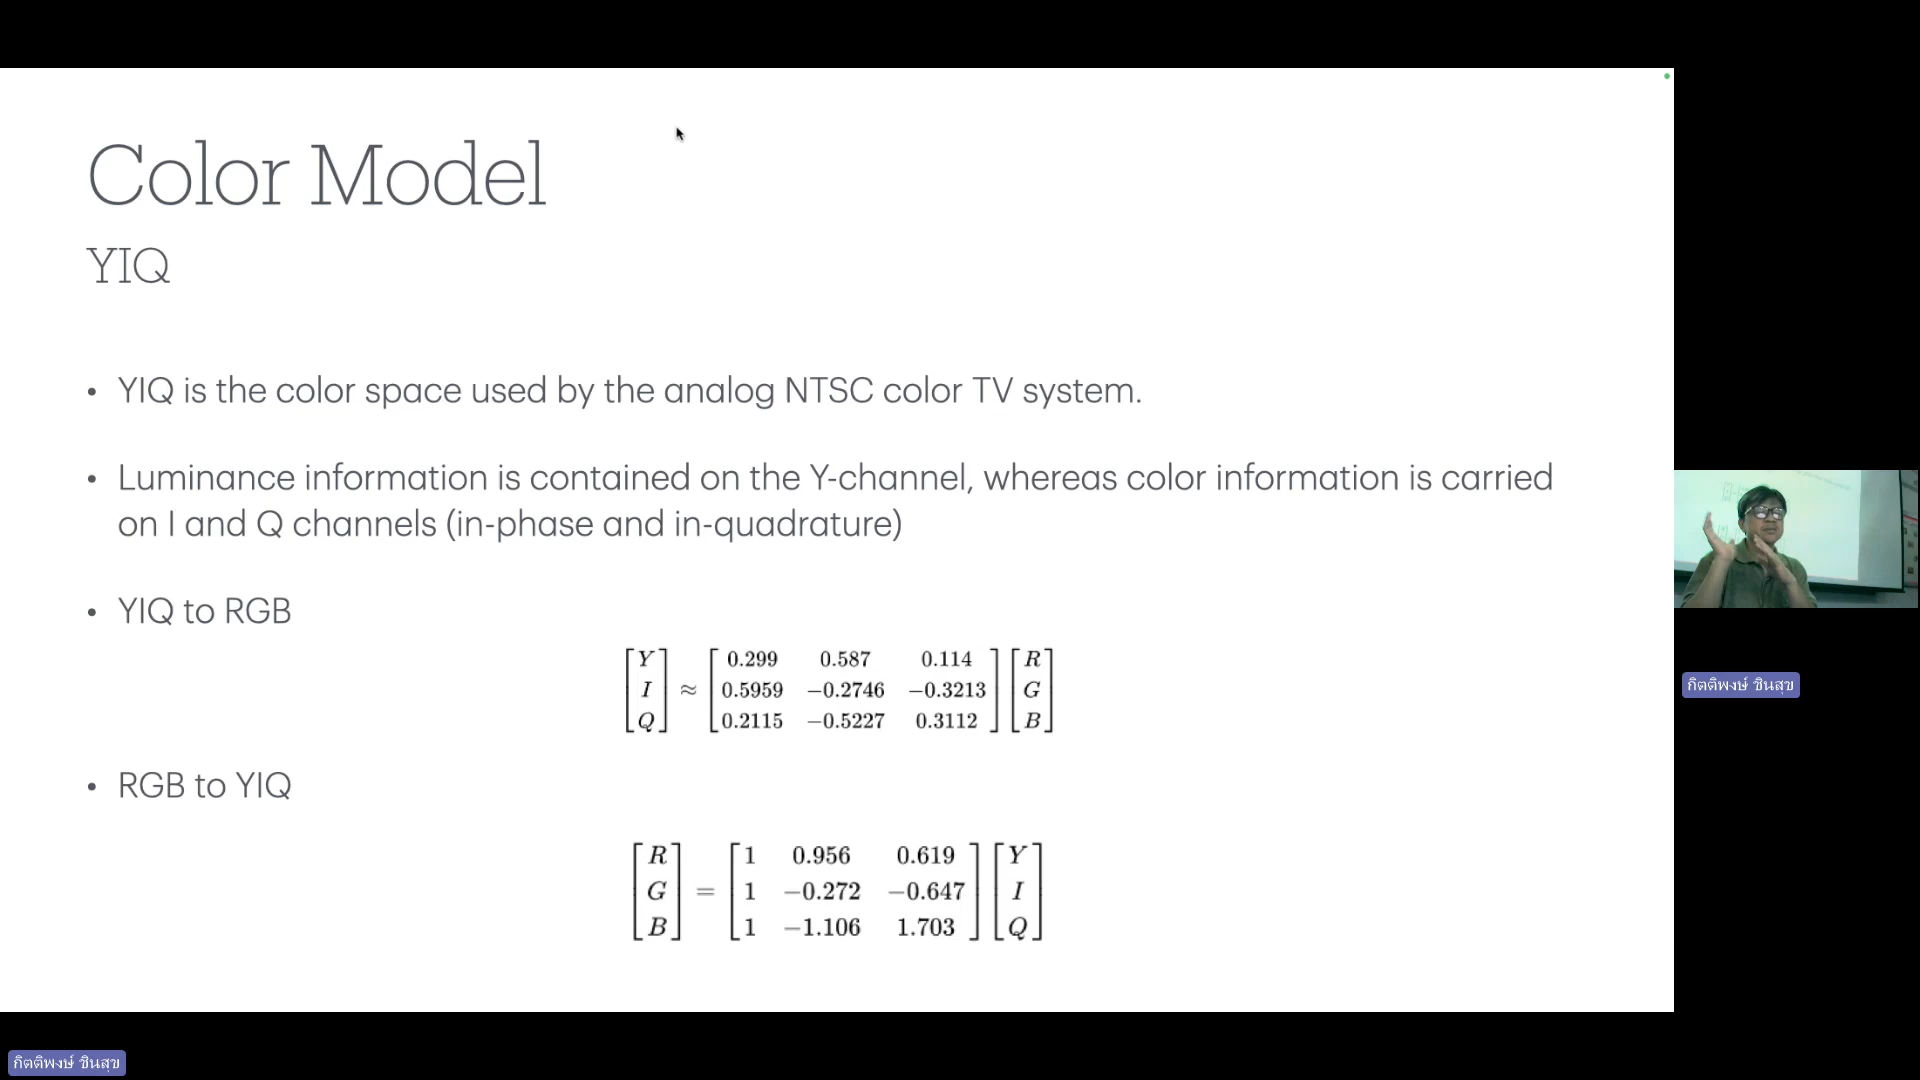 Color Model
YIQ
• YIQ is the color space used by the analog NTSC color TV system.
• Luminance information is contained on the Y-channel, whereas color information is carried
on I and Q channels (in-phase and in-quadrature)
• YIQ to RGB
[Y] ≈ [0.299 0.587 0.114] [R]
[I] [0.5959 −0.2746 −0.3213] [G]
[Q] [0.2115 −0.5227 0.3112] [B]
• RGB to YIQ
[R] = [1 0.956 0.619] [Y]
[G] [1 −0.272 −0.647] [I]
[B] [1 −1.106 1.703] [Q]
กิตติพงษ์ ชินสุข
กิตติพงษ์ ชินสุข